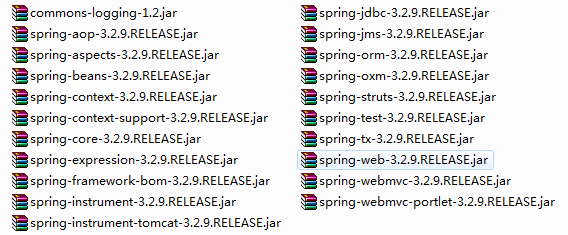 commons-logging-1.2.jar
spring-aop-3.2.9.RELEASE.jar
spring-aspects-3.2.9.RELEASE.jar
spring-beans-3.2.9.RELEASE.jar
spring-context-3.2.9.RELEASE.jar
spring-context-support-3.2.9.RELEASE.jar
spring-core-3.2.9.RELEASE.jar
spring-expression-3.2.9.RELEASE.jar
spring-framework-bom-3.2.9.RELEASE.jar
spring-instrument-3.2.9.RELEASE.jar
spring-instrument-tomcat-3.2.9.RELEASE.jar
spring-jdbc-3.2.9.RELEASE.jar
spring-jms-3.2.9.RELEASE.jar
spring-orm-3.2.9.RELEASE.jar
spring-oxm-3.2.9.RELEASE.jar
spring-struts-3.2.9.RELEASE.jar
spring-test-3.2.9.RELEASE.jar
spring-tx-3.2.9.RELEASE.jar
spring-web-3.2.9.RELEASE.jar
spring-webmvc-3.2.9.RELEASE.jar
spring-webmvc-portlet-3.2.9.RELEASE.jar